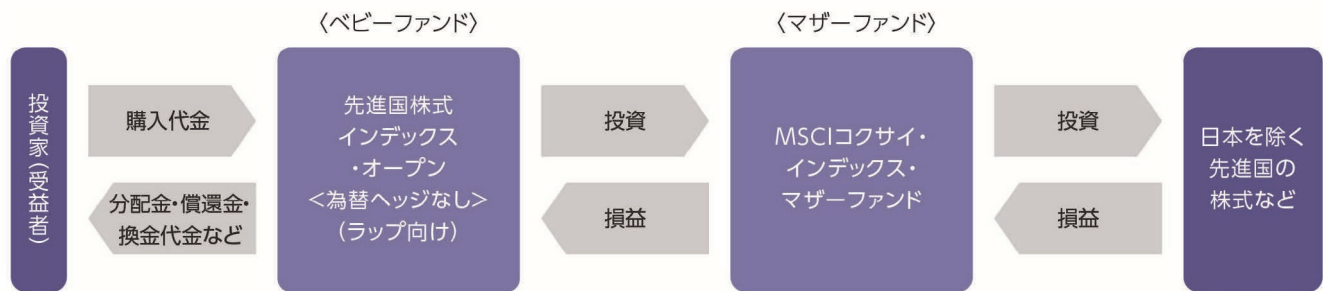 〈ベビーファンド〉
〈マザーファンド〉
投資家(受益者)
購入代金
分配金・償還金・
換金代金など
先進国株式
インデックス
・オープン
<為替ヘッジなし>
(ラップ向け)
投資
損益
MSCIコクサイ・
インデックス・
マザーファンド
投資
損益
日本を除く
先進国の
株式など